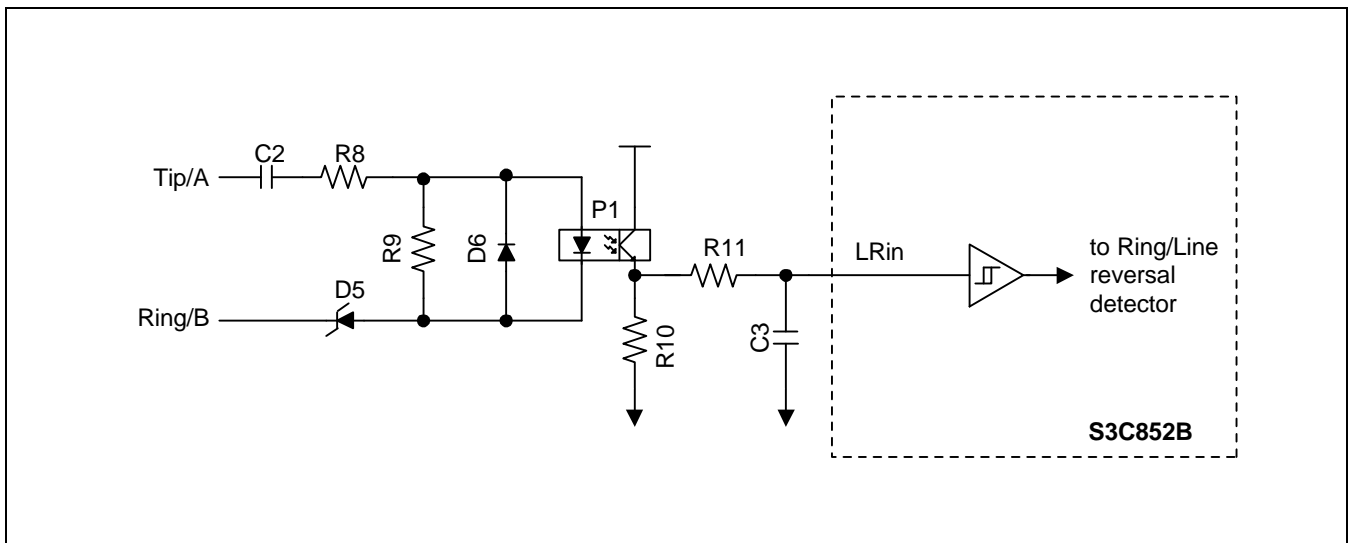 Tip/A
C2
R8
R9
D6
P1
D5
Ring/B
R10
R11
C3
LRin
to Ring/Line
reversal
detector
S3C852B